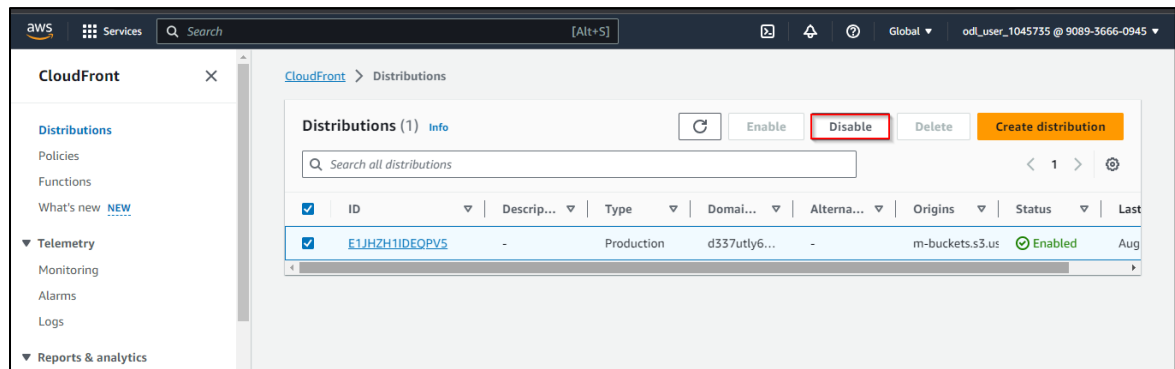 aws Services Search [Alt+S] Global odl_user_1045735 @ 9089-3666-0945
CloudFront
CloudFront > Distributions
Distributions
Policies
Functions
What's new NEW
Telemetry
Monitoring
Alarms
Logs
Reports & analytics
Distributions (1) Info Enable Disable Delete Create distribution
Search all distributions
1
ID Descrip... Type Domai... Alterna... Origins Status Last
E1JHZH1IDEQPV5 - Production d337utly6... - m-buckets.s3.us Enabled Aug